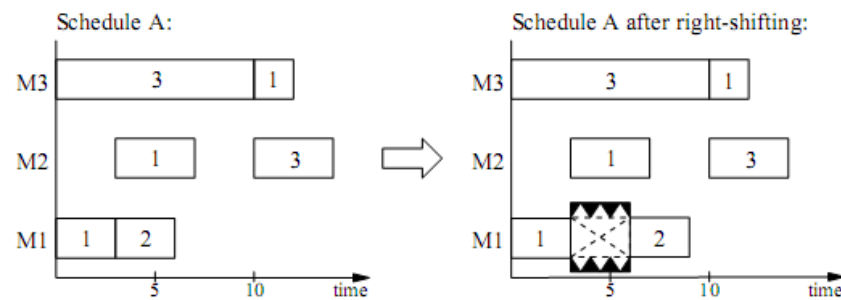 Schedule A:
M3 3 1
M2 1 3
M1 1 2
5 10 time
Schedule A after right-shifting:
M3 3 1
M2 1 3
M1 1 2
5 10 time